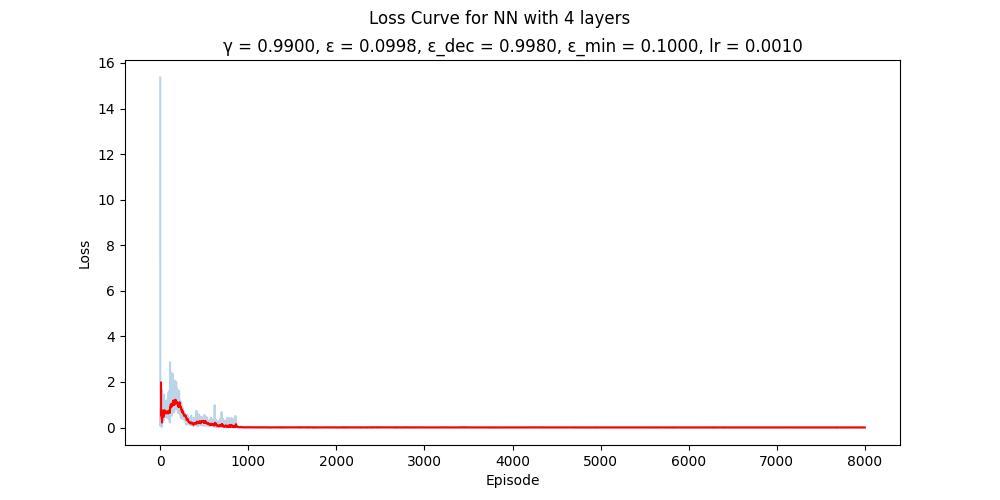 Loss Curve for NN with 4 layers
γ = 0.9900, ε = 0.0998, ε_dec = 0.9980, ε_min = 0.1000, lr = 0.0010
16
14
12
10
8
6
4
2
0
Loss
0 1000 2000 3000 4000 5000 6000 7000 8000
Episode